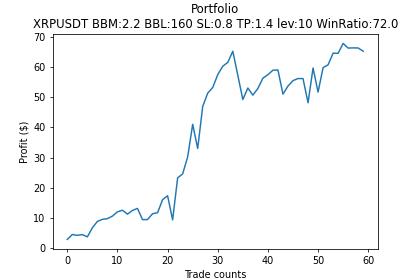 Portfolio
XRPUSDT BBM:2.2 BBL:160 SL:0.8 TP:1.4 lev:10 WinRatio:72.0
70
60
50
40
30
20
10
0
Profit ($)
0 10 20 30 40 50 60
Trade counts